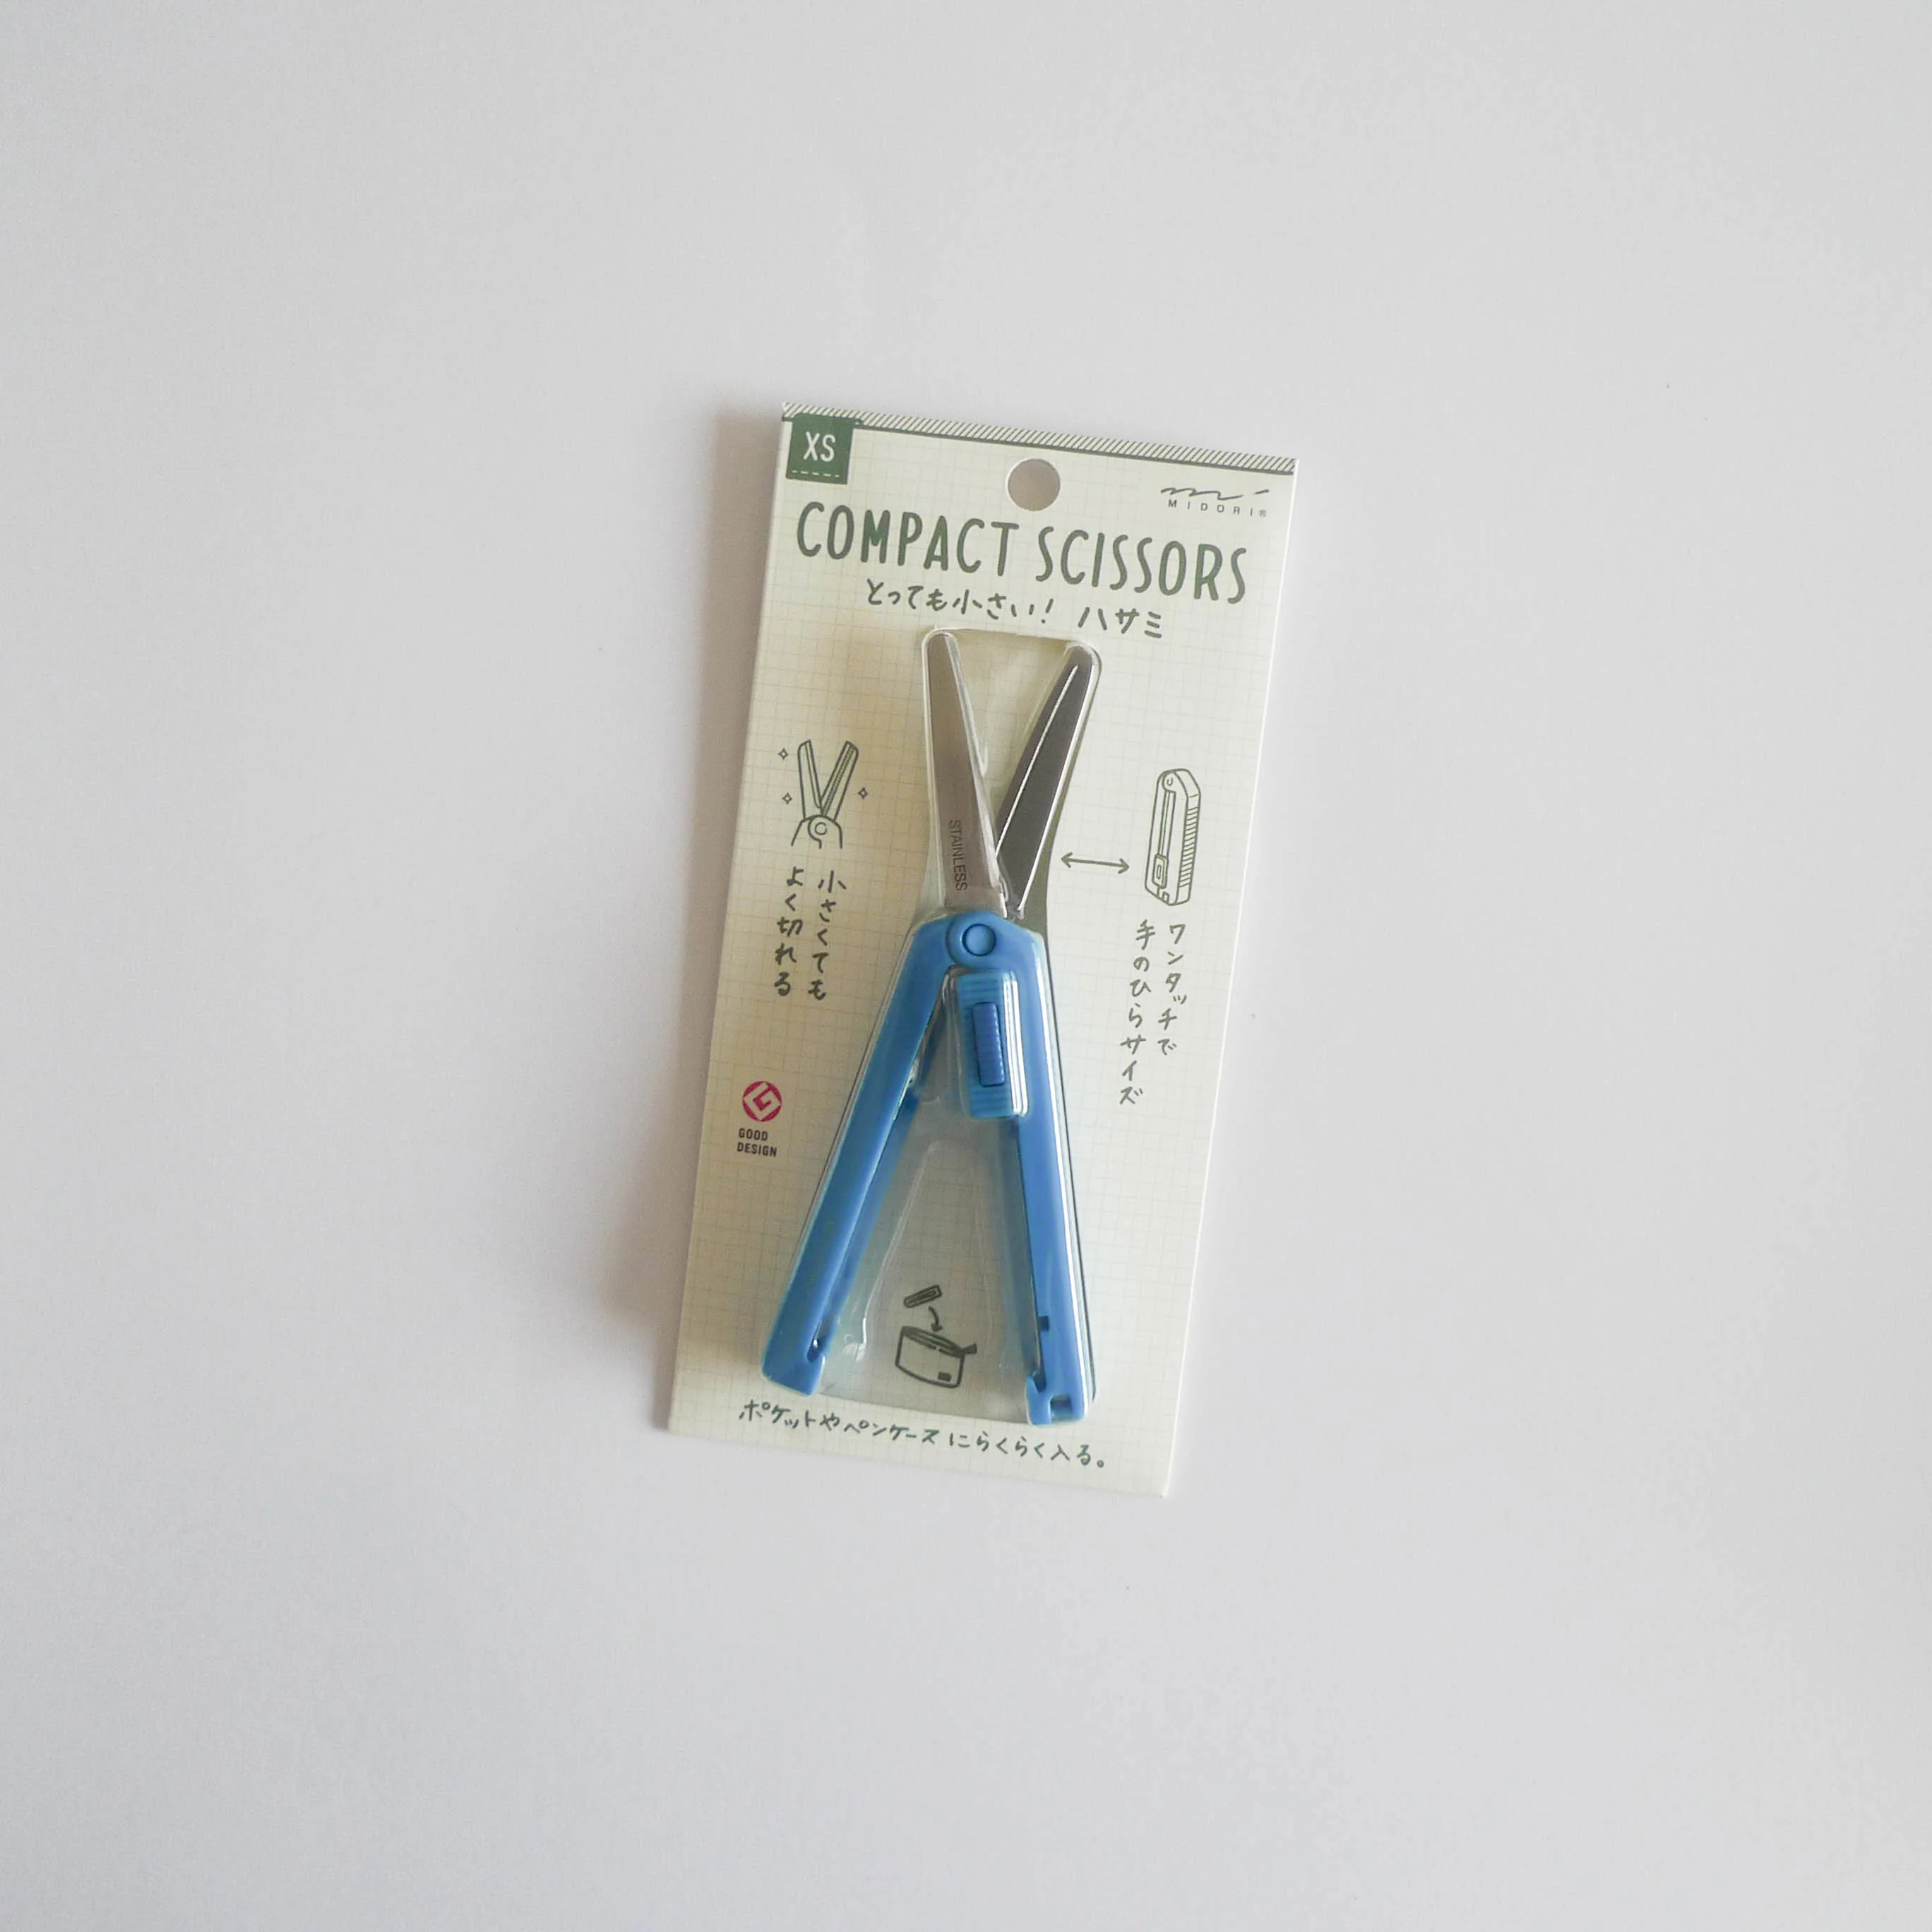 XS
MIDORI®
COMPACT SCISSORS
とっても小さい! ハサミ
STAINLESS
小さくても
よく切れる
ワンタッチで
手のひらサイズ
GOOD
DESIGN
ポケットやペンケースにらくらく入る。